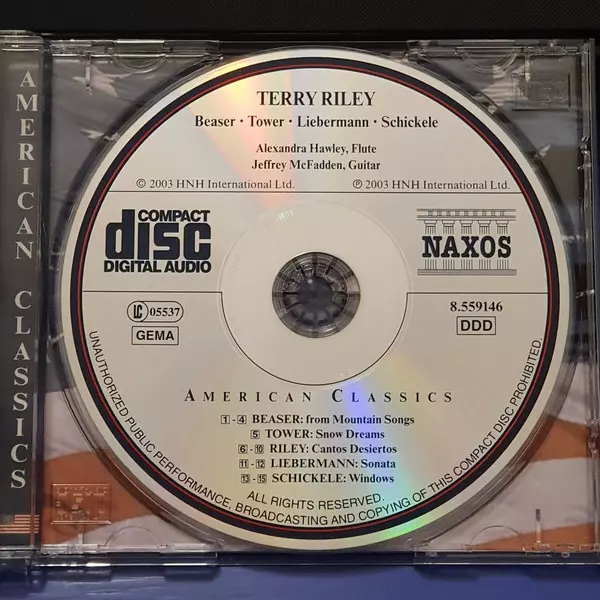 AMERICAN CLASSICS
TERRY RILEY
Beaser · Tower · Liebermann · Schickele
Alexandra Hawley, Flute
Jeffrey McFadden, Guitar
© 2003 HNH International Ltd.
℗ 2003 HNH International Ltd.
COMPACT
disc
DIGITAL AUDIO
NAXOS
LC 05537
GEMA
8.559146
DDD
AMERICAN CLASSICS
1 - 4 BEASER: from Mountain Songs
5 TOWER: Snow Dreams
6 - 10 RILEY: Cantos Desiertos
11 - 12 LIEBERMANN: Sonata
13 - 15 SCHICKELE: Windows
ALL RIGHTS RESERVED.
UNAUTHORIZED PUBLIC PERFORMANCE, BROADCASTING AND COPYING OF THIS COMPACT DISC PROHIBITED.